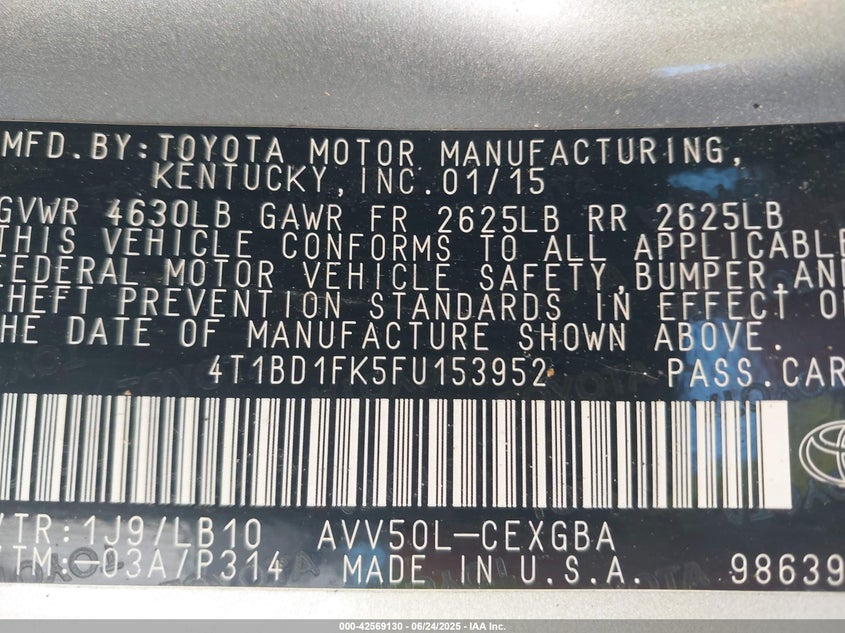 MFD.BY:TOYOTA MOTOR MANUFACTURING,
KENTUCKY,INC.01/15
GVWR 4630LB GAWR FR 2625LB RR 2625LB
THIS VEHICLE CONFORMS TO ALL APPLICABLE
FEDERAL MOTOR VEHICLE SAFETY,BUMPER,AND
THEFT PREVENTION STANDARDS IN EFFECT O
HE DATE OF MANUFACTURE SHOWN ABOVE.
4T1BD1FK5FU153952 PASS.CAR
/TR:1J9/LB10 AVV50L-CEXGBA
TM:-03A/P314 MADE IN U.S.A. 98639
000-42569130 - 06/24/2025 - IAA Inc.